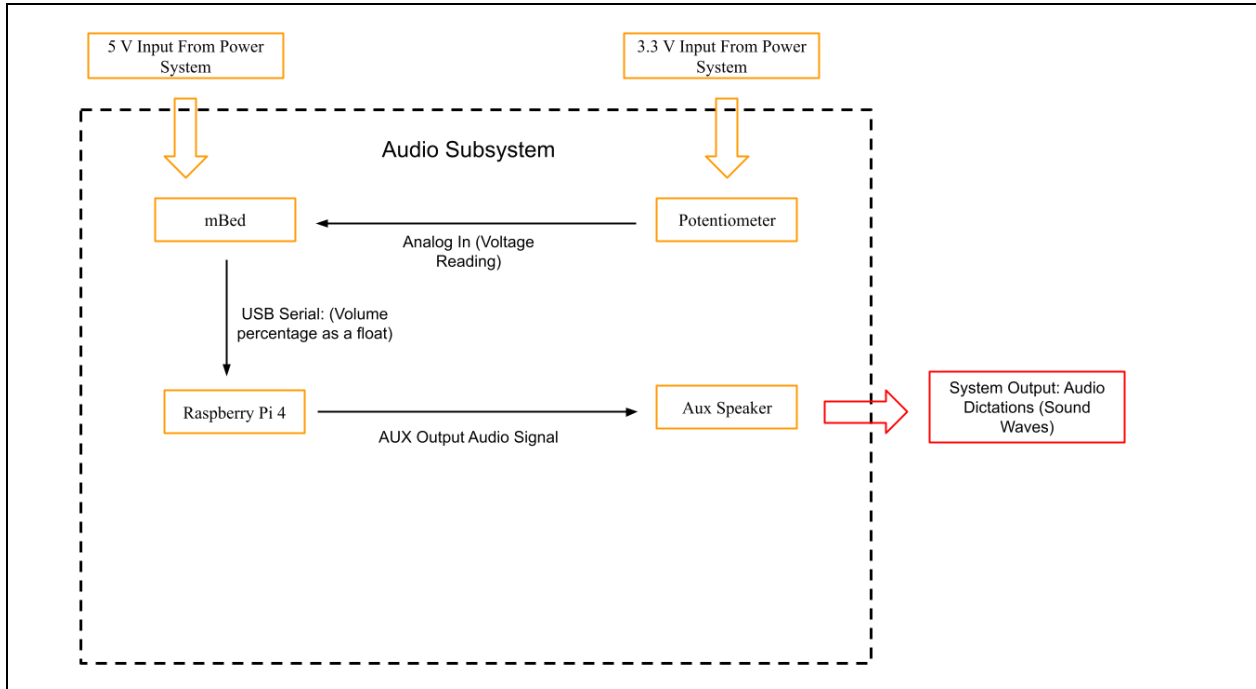 5 V Input From Power
System
3.3 V Input From Power
System
Audio Subsystem
mBed
Potentiometer
Analog In (Voltage
Reading)
USB Serial: (Volume
percentage as a float)
Raspberry Pi 4
Aux Speaker
AUX Output Audio Signal
System Output: Audio
Dictations (Sound
Waves)